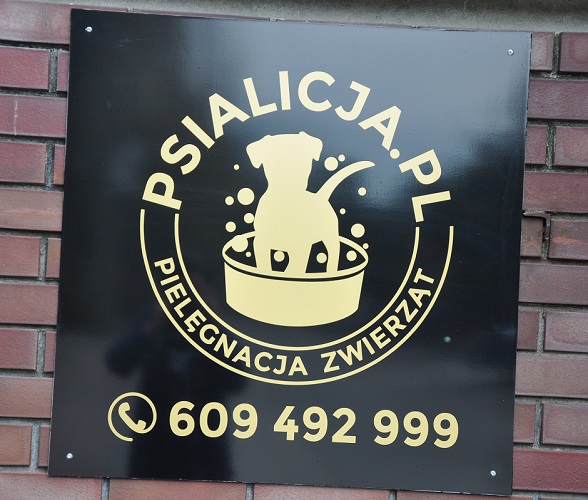 PSIALICJA.PL
PIELĘGNACJA ZWIERZĄT
609 492 999